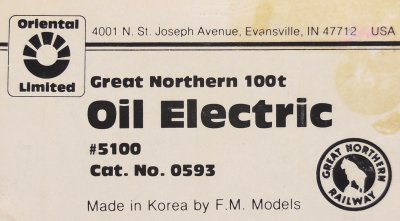 Oriental
Limited
4001 N. St. Joseph Avenue, Evansville, IN 47712 USA
Great Northern 100t
Oil Electric
#5100
Cat. No. 0593
GREAT NORTHERN
RAILWAY
Made in Korea by F.M. Models